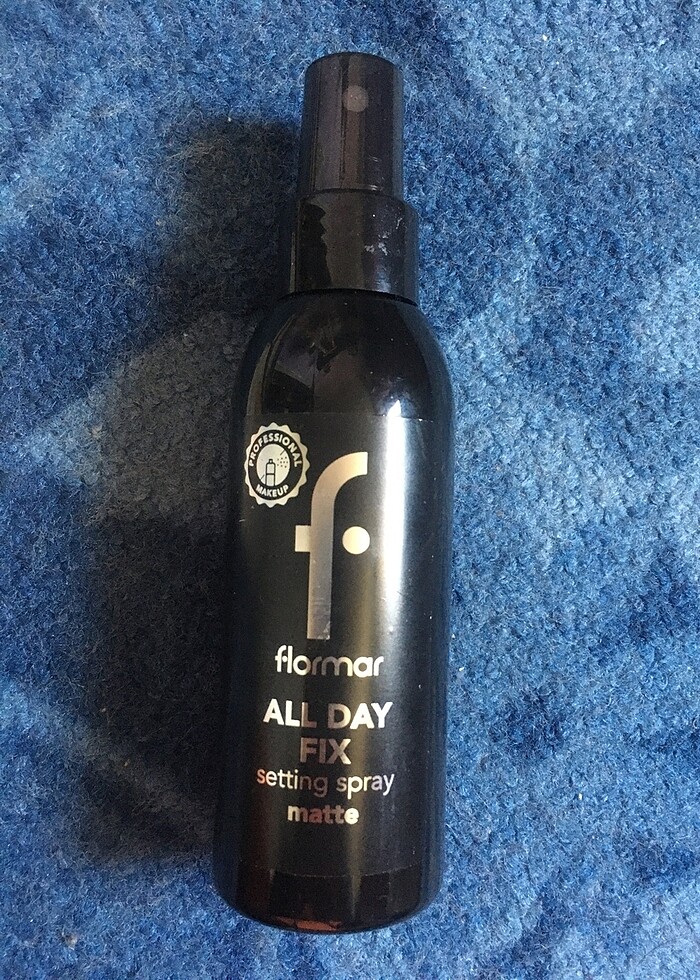 PROFESSIONAL
MAKEUP
f
flormar
ALL DAY
FIX
setting spray
matte